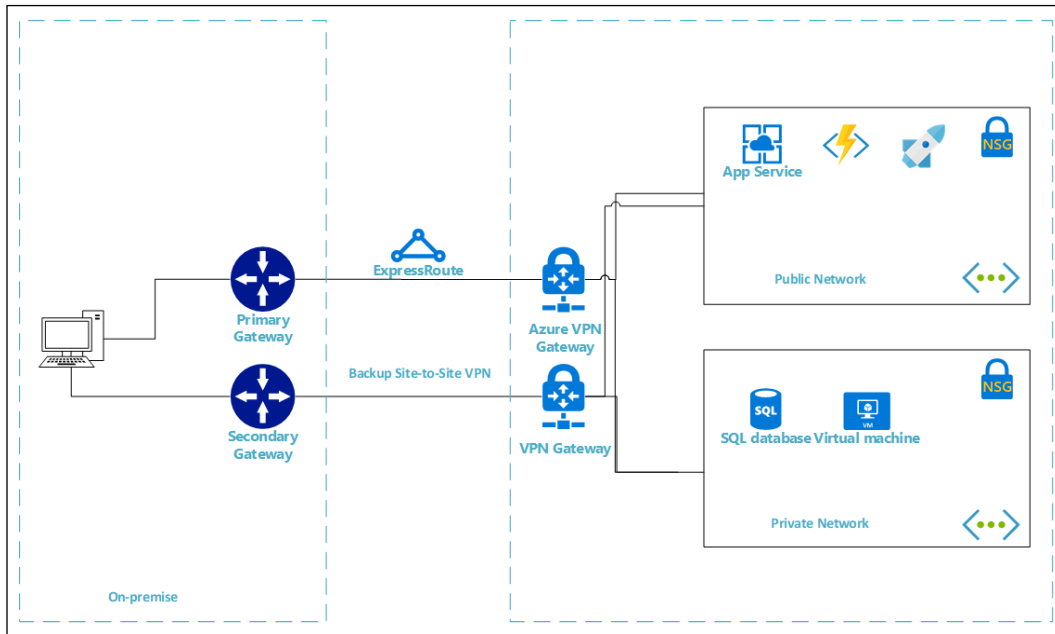 NSG
App Service
ExpressRoute
Public Network
Primary
Gateway
Azure VPN
Gateway
Backup Site-to-Site VPN
NSG
SQL
VM
SQL database Virtual machine
Secondary
Gateway
VPN Gateway
Private Network
On-premise